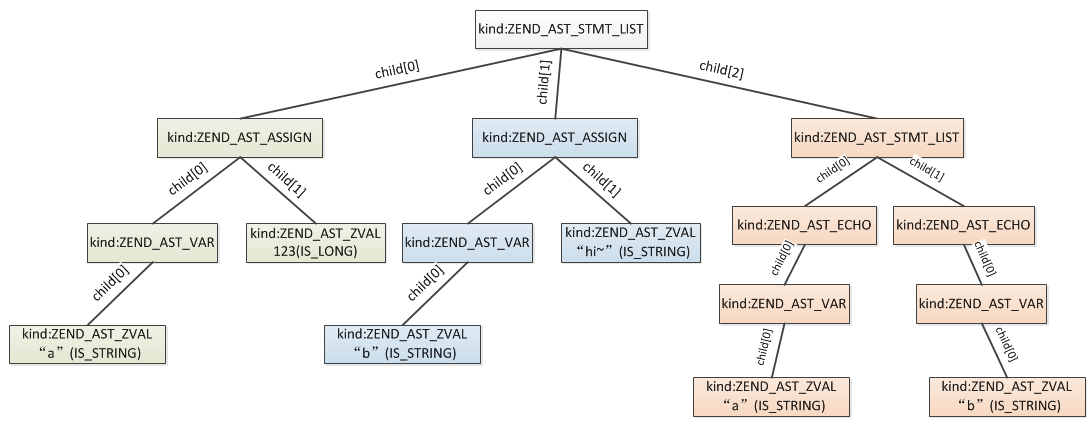 kind:ZEND_AST_STMT_LIST
child[0]
child[1]
child[2]
kind:ZEND_AST_ASSIGN
kind:ZEND_AST_ASSIGN
kind:ZEND_AST_STMT_LIST
child[0]
child[1]
child[0]
child[1]
child[0]
child[1]
kind:ZEND_AST_VAR
kind:ZEND_AST_ZVAL
123(IS_LONG)
kind:ZEND_AST_VAR
kind:ZEND_AST_ZVAL
“hi~”(IS_STRING)
kind:ZEND_AST_ECHO
kind:ZEND_AST_ECHO
child[0]
child[0]
child[0]
child[0]
kind:ZEND_AST_VAR
kind:ZEND_AST_VAR
kind:ZEND_AST_ZVAL
“a”(IS_STRING)
kind:ZEND_AST_ZVAL
“b”(IS_STRING)
child[0]
child[0]
kind:ZEND_AST_ZVAL
“a”(IS_STRING)
kind:ZEND_AST_ZVAL
“b”(IS_STRING)